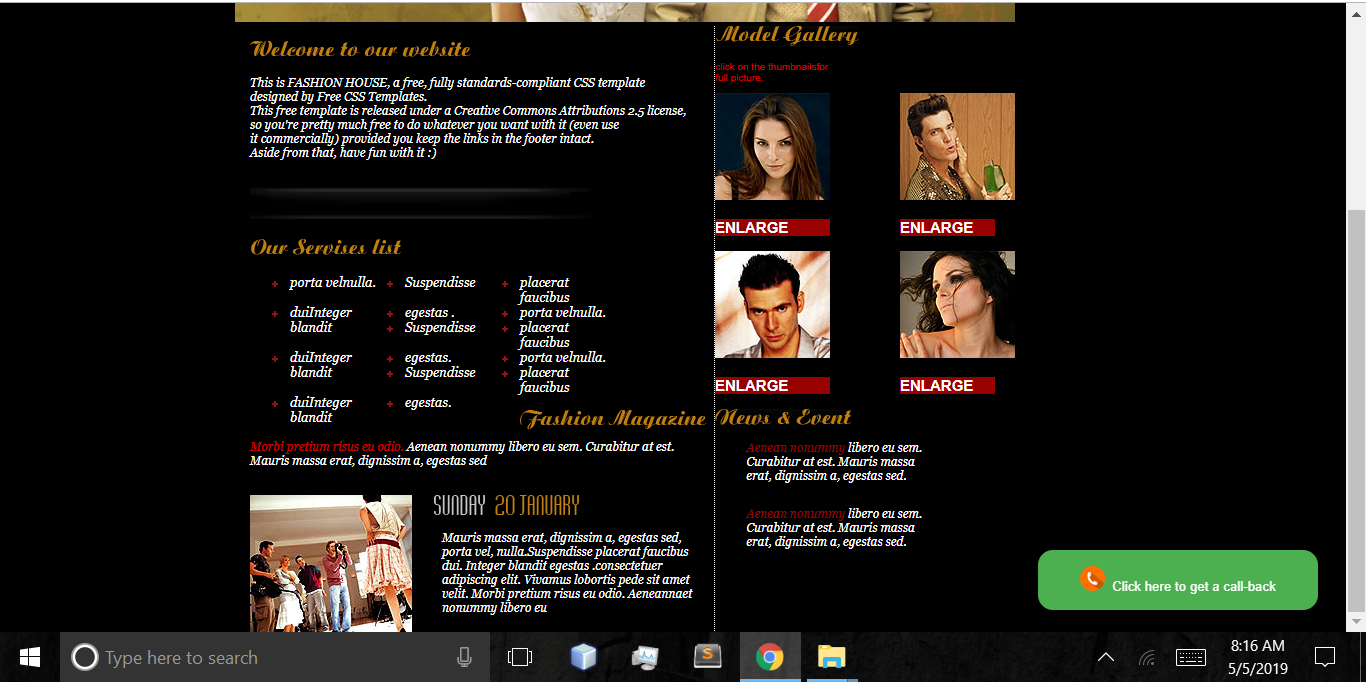 Welcome to our website
This is FASHION HOUSE, a free, fully standards-compliant CSS template
designed by Free CSS Templates.
This free template is released under a Creative Commons Attributions 2.5 license,
so you're pretty much free to do whatever you want with it (even use
it commercially) provided you keep the links in the footer intact.
Aside from that, have fun with it :)
Our Servises list
porta velnulla.
duiInteger
blandit
duiInteger
blandit
duiInteger
blandit
Suspendisse
egestas .
Suspendisse
egestas.
Suspendisse
egestas.
placerat
faucibus
porta velnulla.
placerat
faucibus
porta velnulla.
placerat
faucibus
Fashion Magazine
Morbi pretium risus eu odio. Aenean nonummy libero eu sem. Curabitur at est.
Mauris massa erat, dignissim a, egestas sed
SUNDAY 20 JANUARY
Mauris massa erat, dignissim a, egestas sed,
porta vel, nulla.Suspendisse placerat faucibus
dui. Integer blandit egestas .consectetuer
adipiscing elit. Vivamus lobortis pede sit amet
velit. Morbi pretium risus eu odio. Aeneannaet
nonummy libero eu
Model Gallery
click on the thumbnailsfor
full picture.
ENLARGE
ENLARGE
ENLARGE
ENLARGE
News & Event
Aenean nonummy libero eu sem.
Curabitur at est. Mauris massa
erat, dignissim a, egestas sed.
Aenean nonummy libero eu sem.
Curabitur at est. Mauris massa
erat, dignissim a, egestas sed.
Click here to get a call-back
Type here to search
8:16 AM
5/5/2019